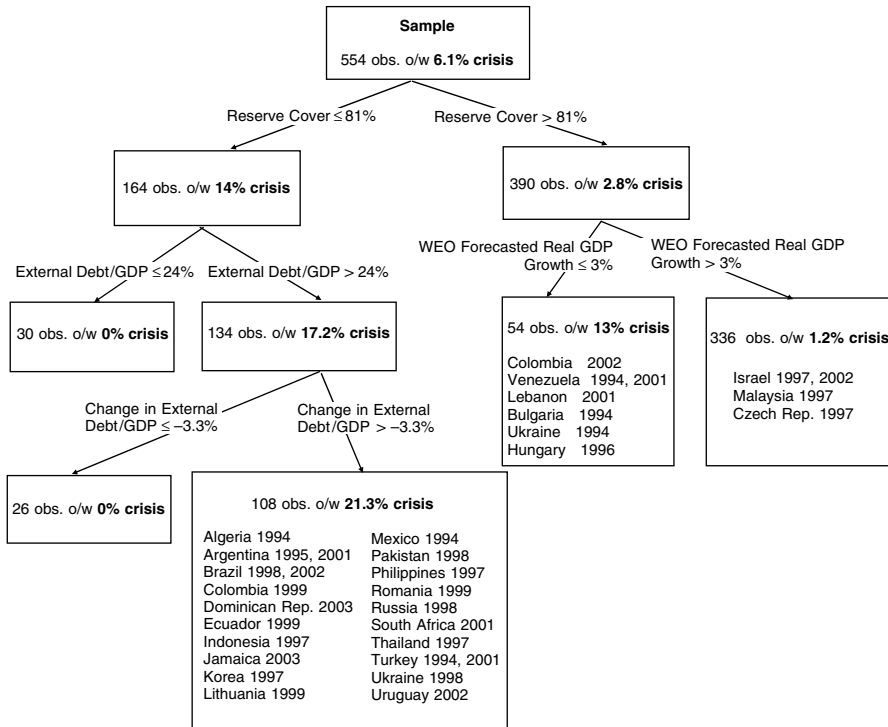 Sample
554 obs. o/w 6.1% crisis
Reserve Cover ≤ 81%
Reserve Cover > 81%
164 obs. o/w 14% crisis
390 obs. o/w 2.8% crisis
External Debt/GDP ≤ 24%
External Debt/GDP > 24%
WEO Forecasted Real GDP
Growth ≤ 3%
WEO Forecasted Real GDP
Growth > 3%
30 obs. o/w 0% crisis
134 obs. o/w 17.2% crisis
54 obs. o/w 13% crisis
Colombia 2002
Venezuela 1994, 2001
Lebanon 2001
Bulgaria 1994
Ukraine 1994
Hungary 1996
336 obs. o/w 1.2% crisis
Israel 1997, 2002
Malaysia 1997
Czech Rep. 1997
Change in External
Debt/GDP ≤ –3.3%
Change in External
Debt/GDP > –3.3%
26 obs. o/w 0% crisis
108 obs. o/w 21.3% crisis
Algeria 1994
Argentina 1995, 2001
Brazil 1998, 2002
Colombia 1999
Dominican Rep. 2003
Ecuador 1999
Indonesia 1997
Jamaica 2003
Korea 1997
Lithuania 1999
Mexico 1994
Pakistan 1998
Philippines 1997
Romania 1999
Russia 1998
South Africa 2001
Thailand 1997
Turkey 1994, 2001
Ukraine 1998
Uruguay 2002